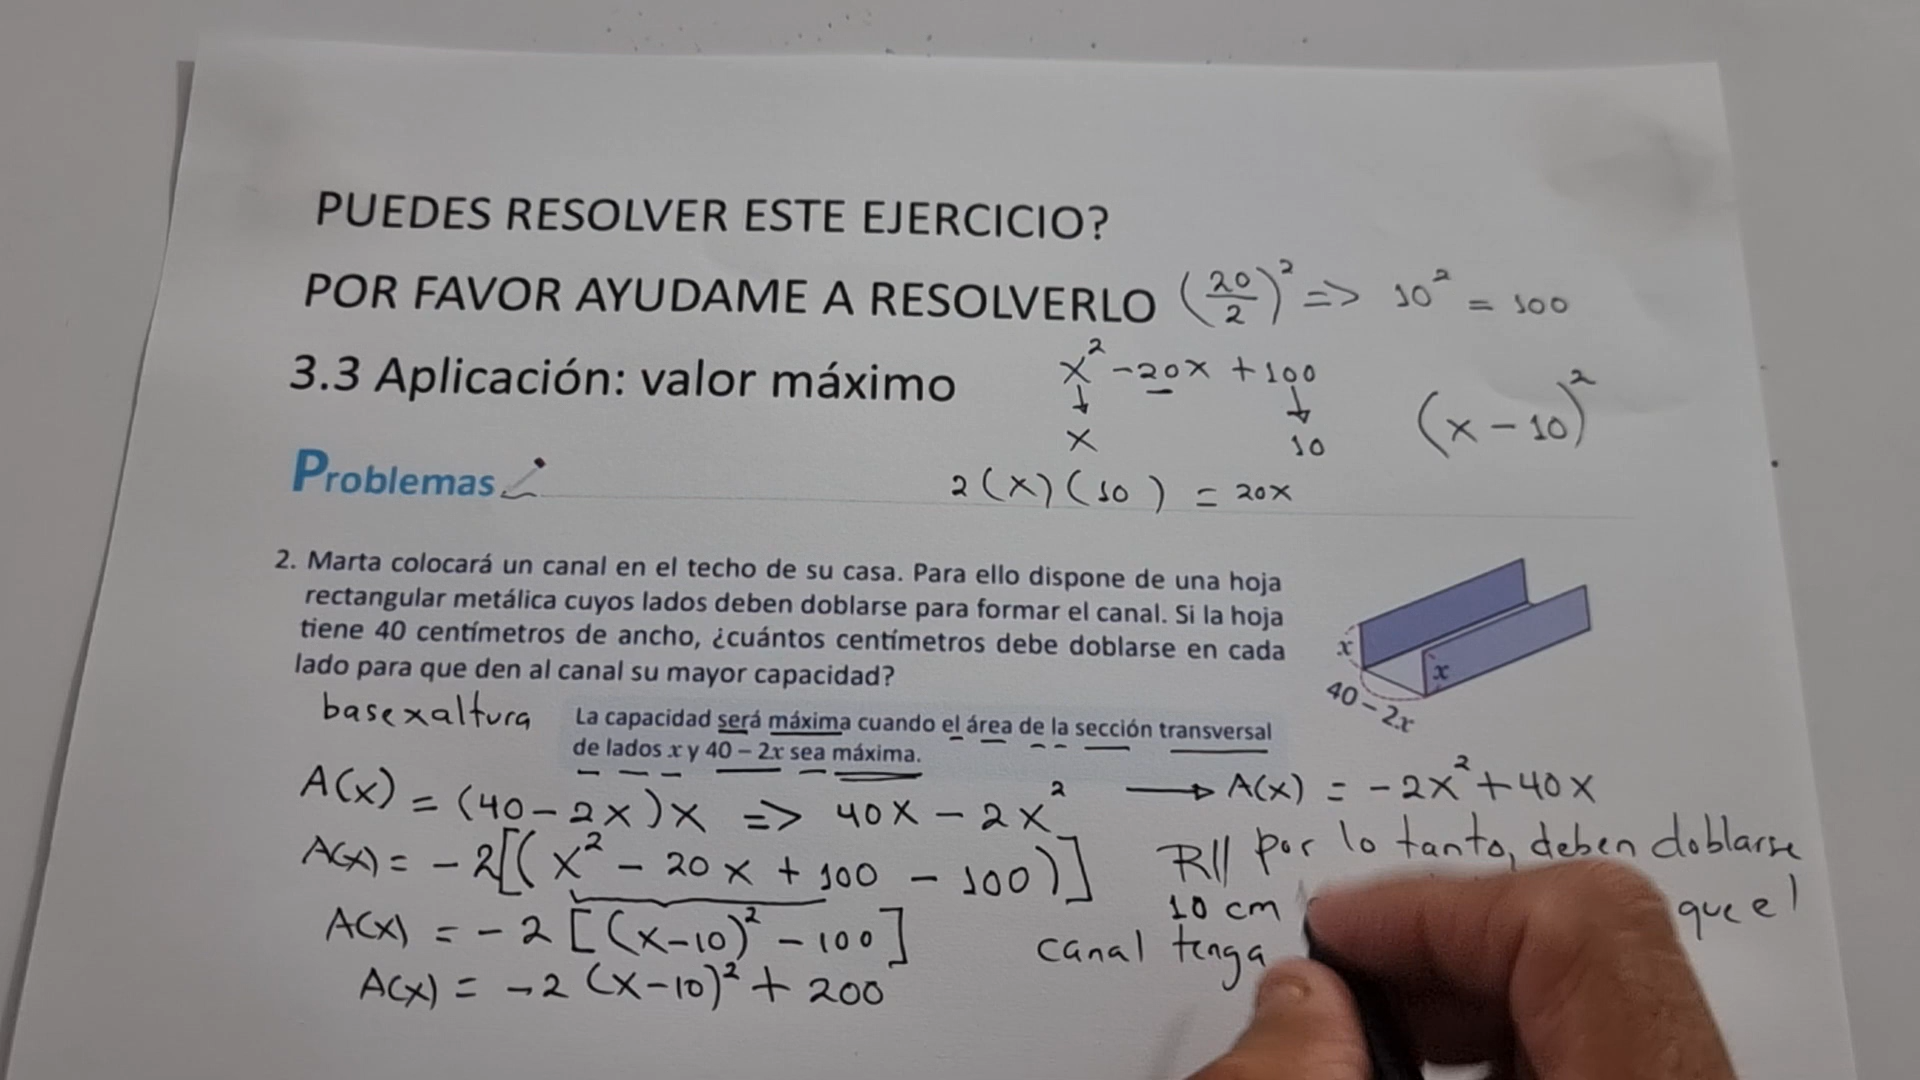 PUEDES RESOLVER ESTE EJERCICIO?
POR FAVOR AYUDAME A RESOLVERLO
(20/2)² => 10² = 100
3.3 Aplicación: valor máximo
x² - 20x + 100
x 10
(x - 10)²
2(x)(10) = 20x
Problemas
2. Marta colocará un canal en el techo de su casa. Para ello dispone de una hoja
rectangular metálica cuyos lados deben doblarse para formar el canal. Si la hoja
tiene 40 centímetros de ancho, ¿cuántos centímetros debe doblarse en cada
lado para que den al canal su mayor capacidad?
x
x
40 – 2x
base x altura
La capacidad será máxima cuando el área de la sección transversal
de lados x y 40 – 2x sea máxima.
A(x) = (40 - 2x)x => 40x - 2x² → A(x) = -2x² + 40x
A(x) = -2[(x² - 20x + 100 - 100)]
A(x) = -2[(x-10)² - 100]
A(x) = -2(x-10)² + 200
R// por lo tanto, deben doblarse
10 cm que el
canal tenga